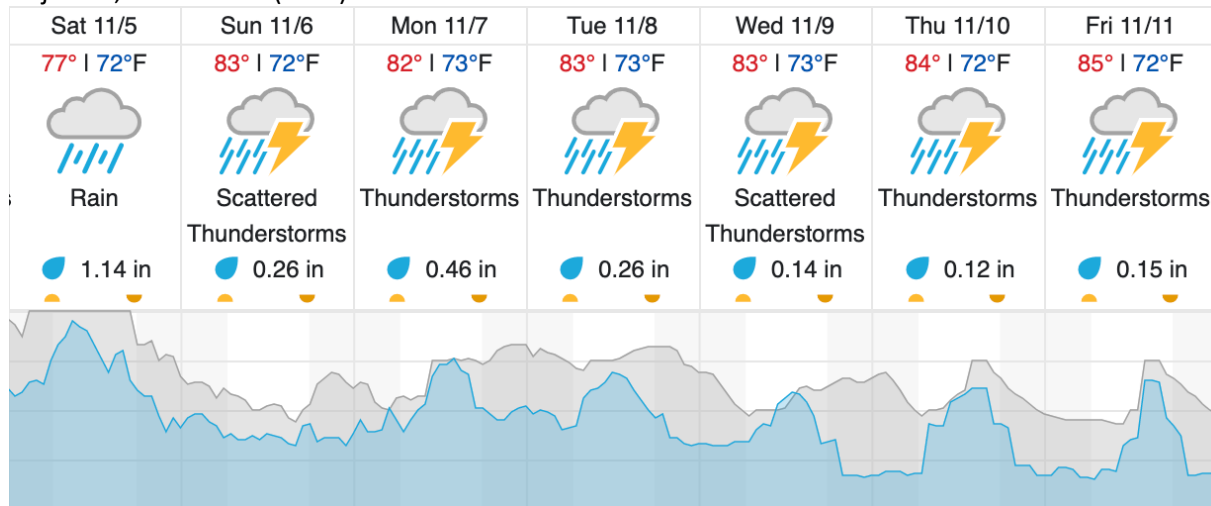 Sat 11/5 Sun 11/6 Mon 11/7 Tue 11/8 Wed 11/9 Thu 11/10 Fri 11/11
77° | 72°F 83° | 72°F 82° | 73°F 83° | 73°F 83° | 73°F 84° | 72°F 85° | 72°F
Rain Scattered Thunderstorms Thunderstorms Scattered Thunderstorms Thunderstorms
Thunderstorms Thunderstorms
1.14 in 0.26 in 0.46 in 0.26 in 0.14 in 0.12 in 0.15 in